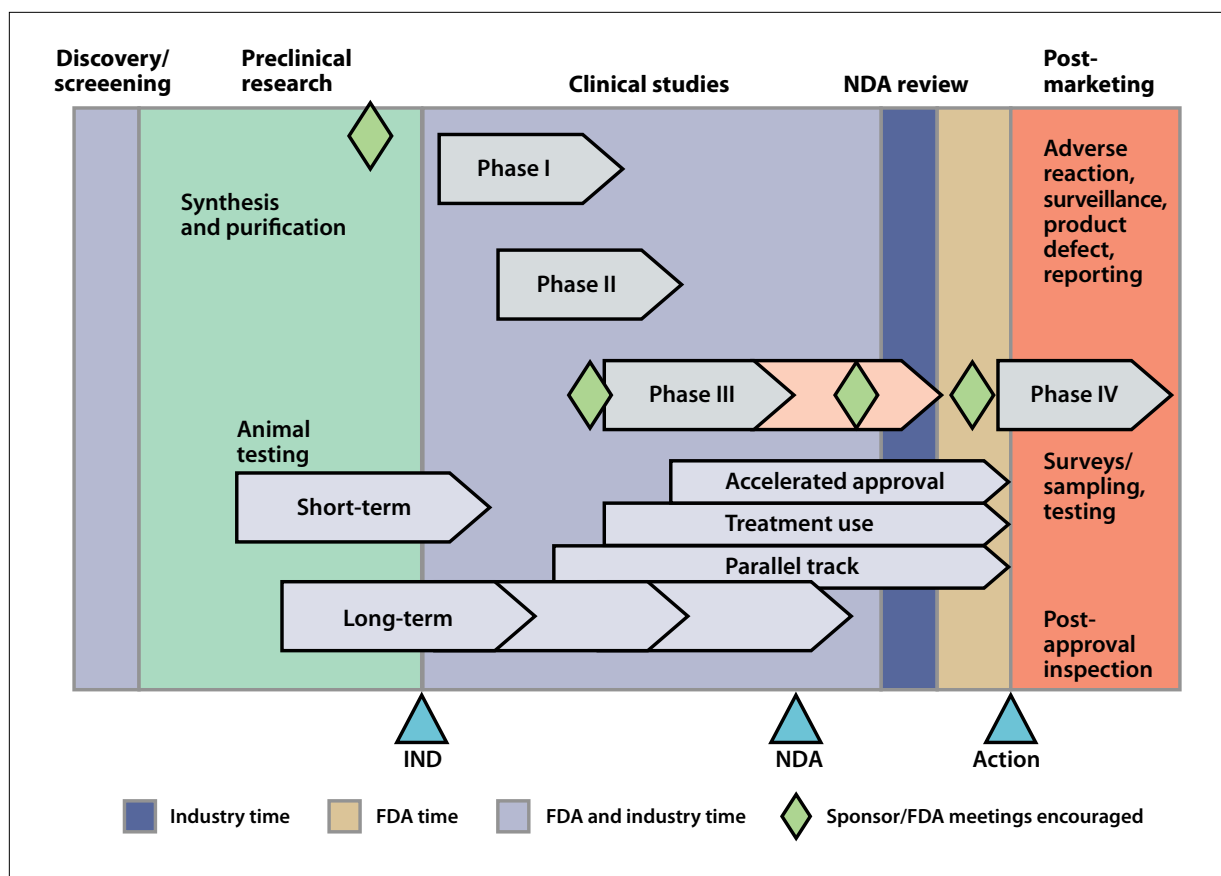 Discovery/
screeening
Preclinical
research
Clinical studies
NDA review
Post-
marketing
Synthesis
and purification
Phase I
Phase II
Phase III
Phase IV
Adverse
reaction,
surveillance,
product
defect,
reporting
Animal
testing
Short-term
Long-term
Accelerated approval
Treatment use
Parallel track
Surveys/
sampling,
testing
Post-
approval
inspection
IND
NDA
Action
Industry time
FDA time
FDA and industry time
Sponsor/FDA meetings encouraged